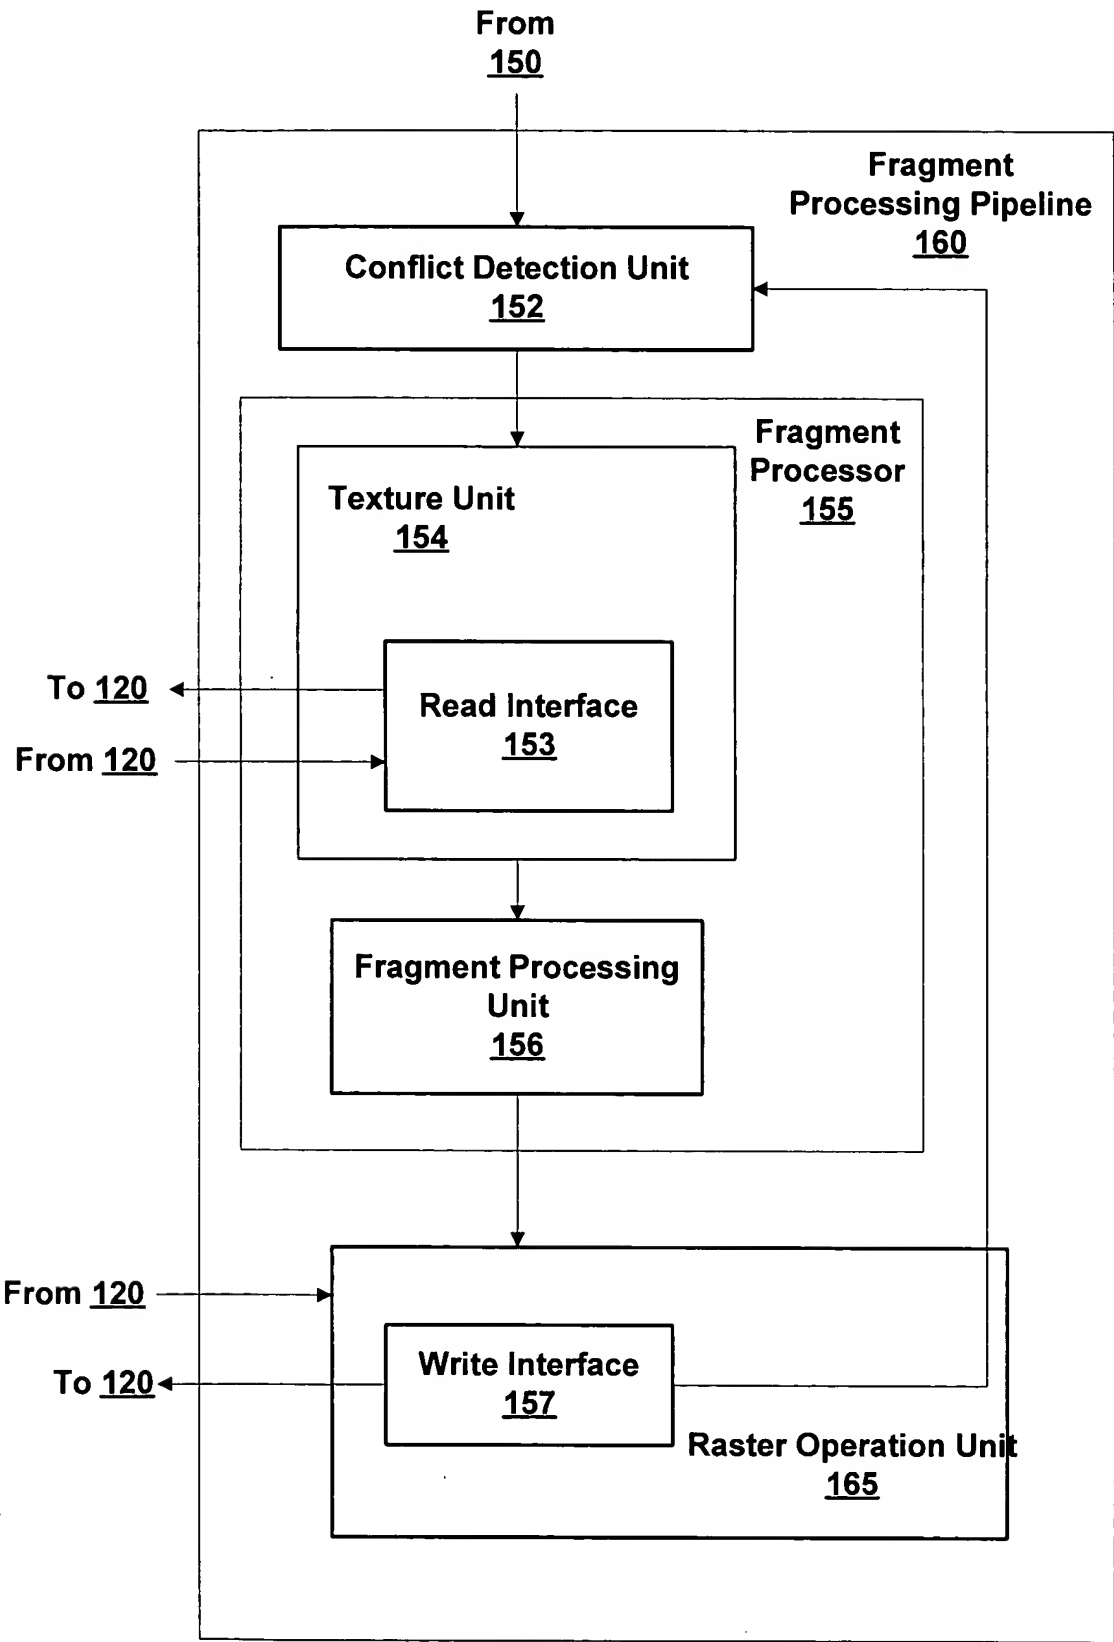 From
150
Fragment
Processing Pipeline
160
Conflict Detection Unit
152
Fragment
Processor
155
Texture Unit
154
To 120
Read Interface
153
From 120
Fragment Processing
Unit
156
From 120
Write Interface
157
To 120
Raster Operation Unit
165